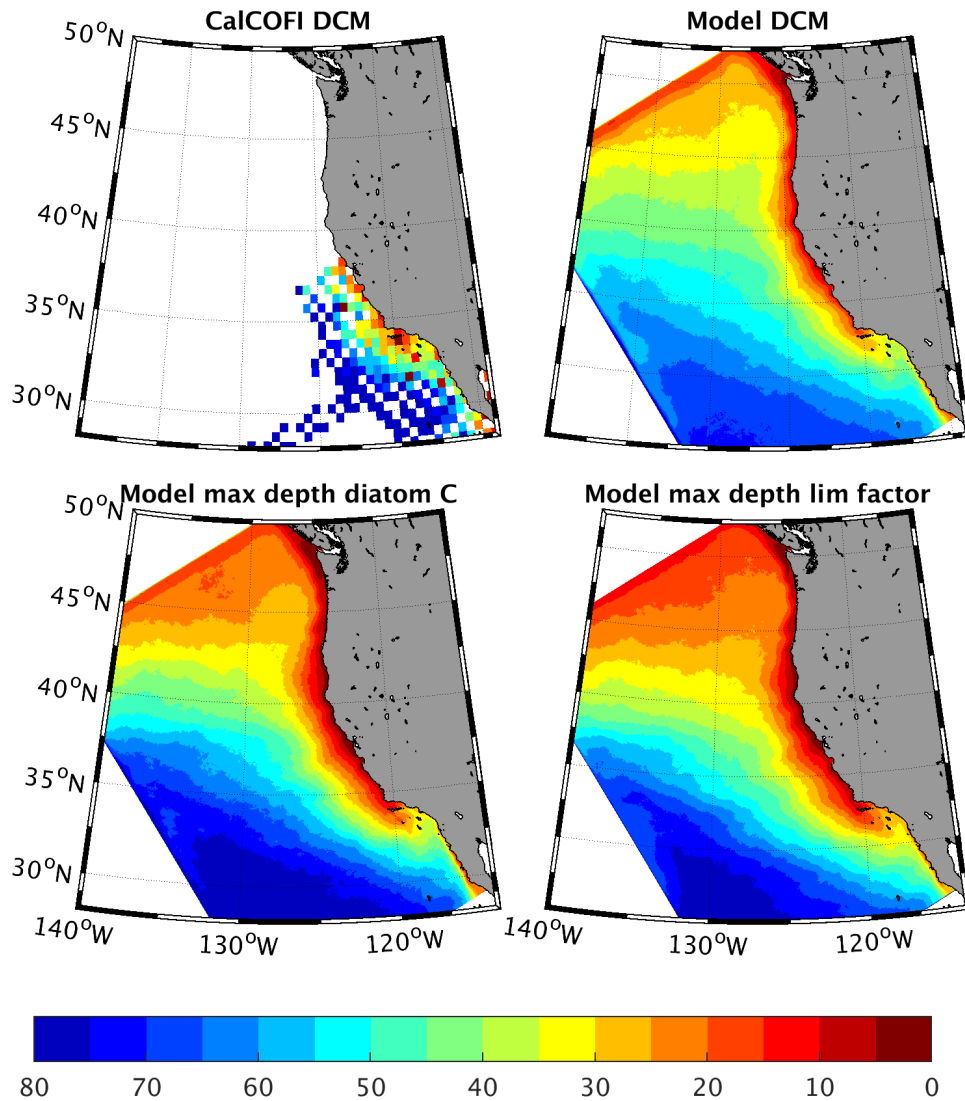 CalCOFI DCM
Model DCM
50°N
45°N
40°N
35°N
30°N
Model max depth diatom C
Model max depth lim factor
50°N
45°N
40°N
35°N
30°N
140°W 130°W 120°W
140°W 130°W 120°W
80 70 60 50 40 30 20 10 0